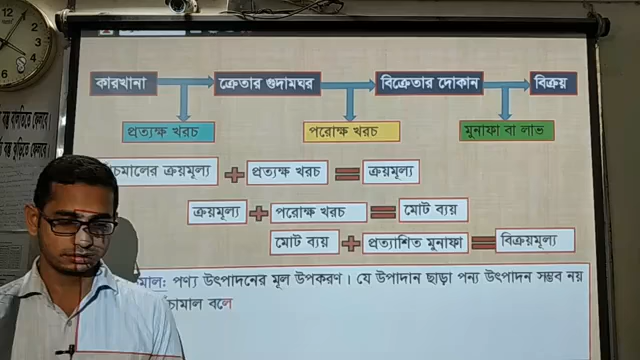 কারখানা ক্রেতার গুদামঘর বিক্রেতার দোকান বিক্রয়
প্রত্যক্ষ খরচ পরোক্ষ খরচ মুনাফা বা লাভ
চামালের ক্রয়মূল্য + প্রত্যক্ষ খরচ = ক্রয়মূল্য
ক্রয়মূল্য + পরোক্ষ খরচ = মোট ব্যয়
মোট ব্যয় + প্রত্যাশিত মুনাফা = বিক্রয়মূল্য
মাল: পণ্য উৎপাদনের মূল উপকরণ। যে উপাদান ছাড়া পন্য উৎপাদন সম্ভব নয়
চামাল বলে